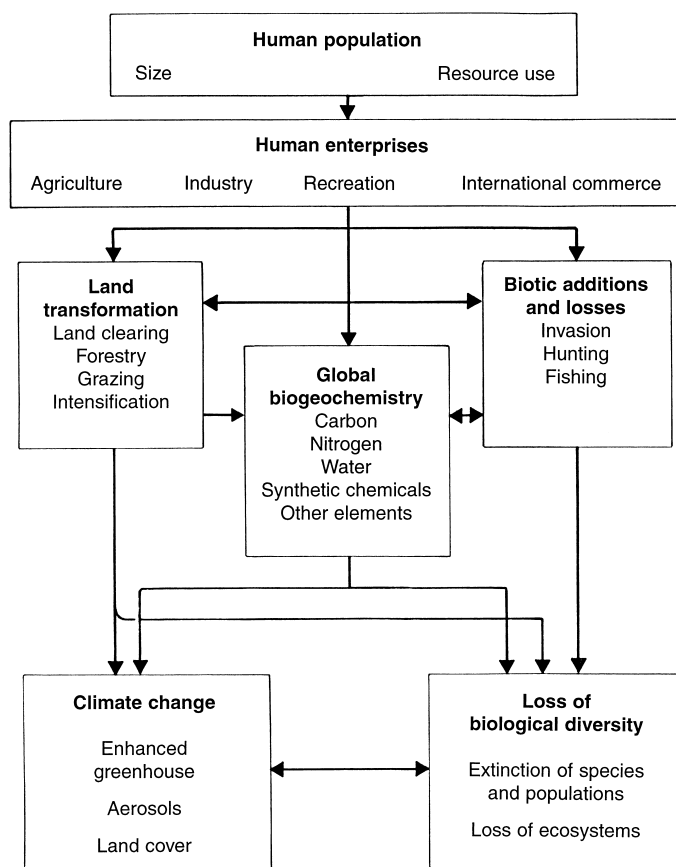 Human population
Size Resource use
Human enterprises
Agriculture Industry Recreation International commerce
Land
transformation
Land clearing
Forestry
Grazing
Intensification
Biotic additions
and losses
Invasion
Hunting
Fishing
Global
biogeochemistry
Carbon
Nitrogen
Water
Synthetic chemicals
Other elements
Climate change
Enhanced
greenhouse
Aerosols
Land cover
Loss of
biological diversity
Extinction of species
and populations
Loss of ecosystems